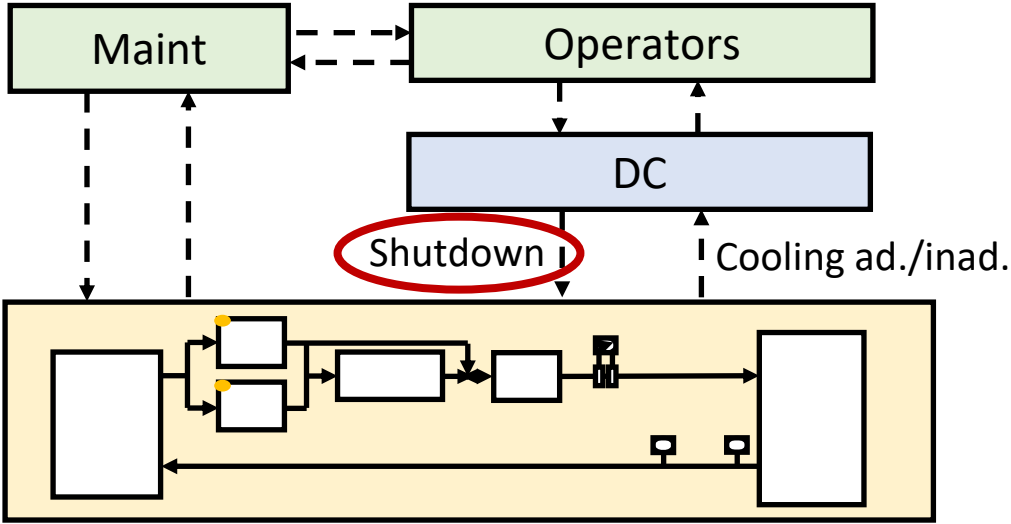 Maint
Operators
DC
Shutdown
Cooling ad./inad.